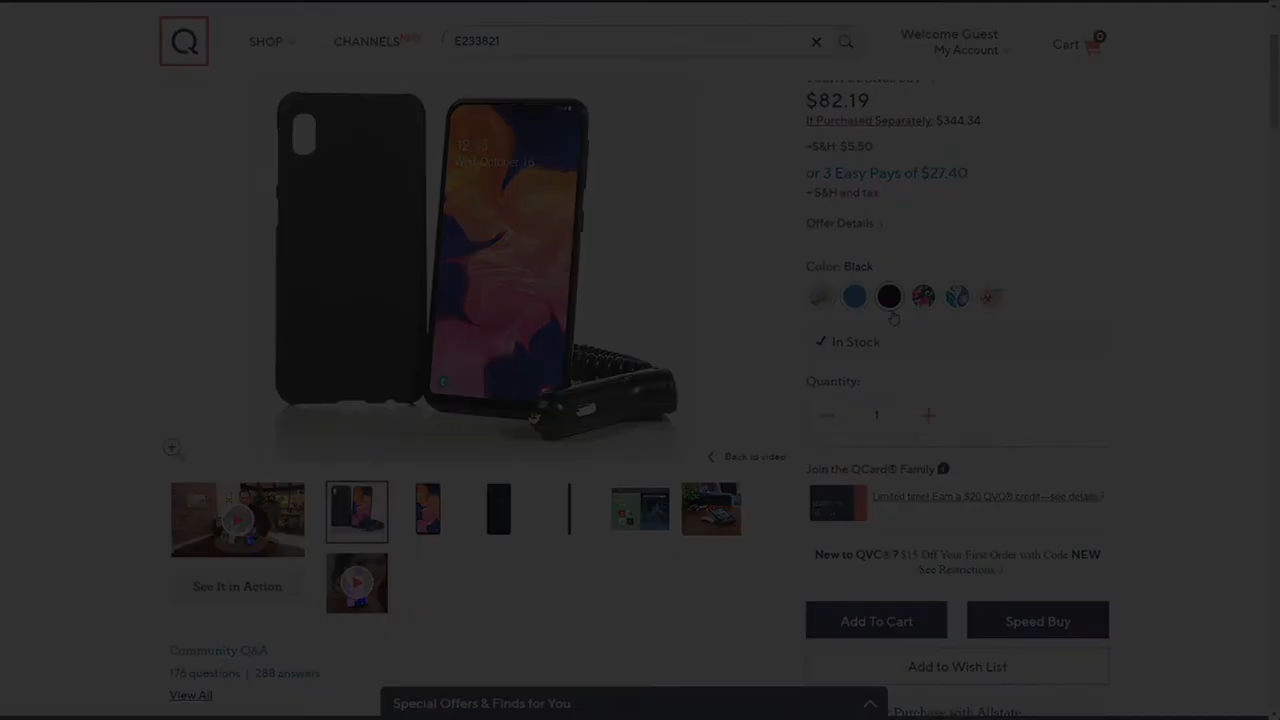 Q
SHOP
CHANNELS NEW
E233821
Welcome Guest
My Account
Cart
0
$82.19
If Purchased Separately: $344.34
+S&H: $5.50
or 3 Easy Pays of $27.40
+ S&H and tax
Offer Details
Color: Black
In Stock
Quantity:
1
Back to video
Join the QCard® Family
Limited time! Earn a $20 QVC® credit—see details.
New to QVC®? $15 Off Your First Order with Code NEW
See Restrictions
See It in Action
Add To Cart
Speed Buy
Community Q&A
176 questions | 288 answers
View All
Add to Wish List
Special Offers & Finds for You
Purchase with Allstate